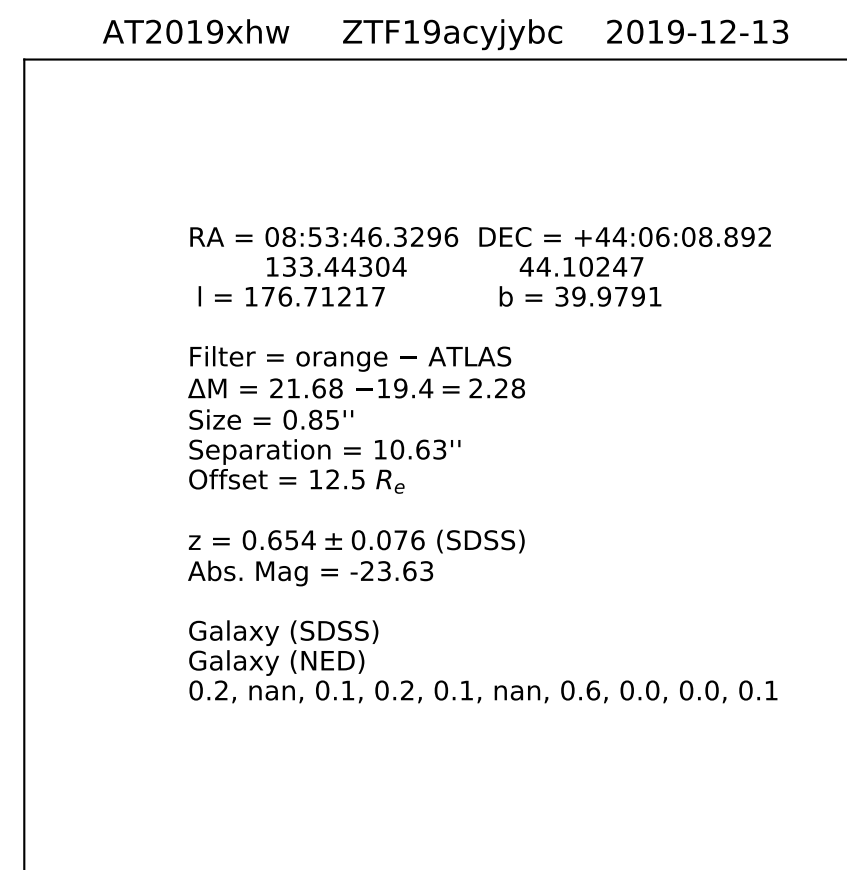 AT2019xhw ZTF19acyjybc 2019-12-13
RA = 08:53:46.3296 DEC = +44:06:08.892
133.44304 44.10247
l = 176.71217 b = 39.9791
Filter = orange − ATLAS
ΔM = 21.68 −19.4 = 2.28
Size = 0.85''
Separation = 10.63''
Offset = 12.5 Rₑ
z = 0.654 ± 0.076 (SDSS)
Abs. Mag = -23.63
Galaxy (SDSS)
Galaxy (NED)
0.2, nan, 0.1, 0.2, 0.1, nan, 0.6, 0.0, 0.0, 0.1